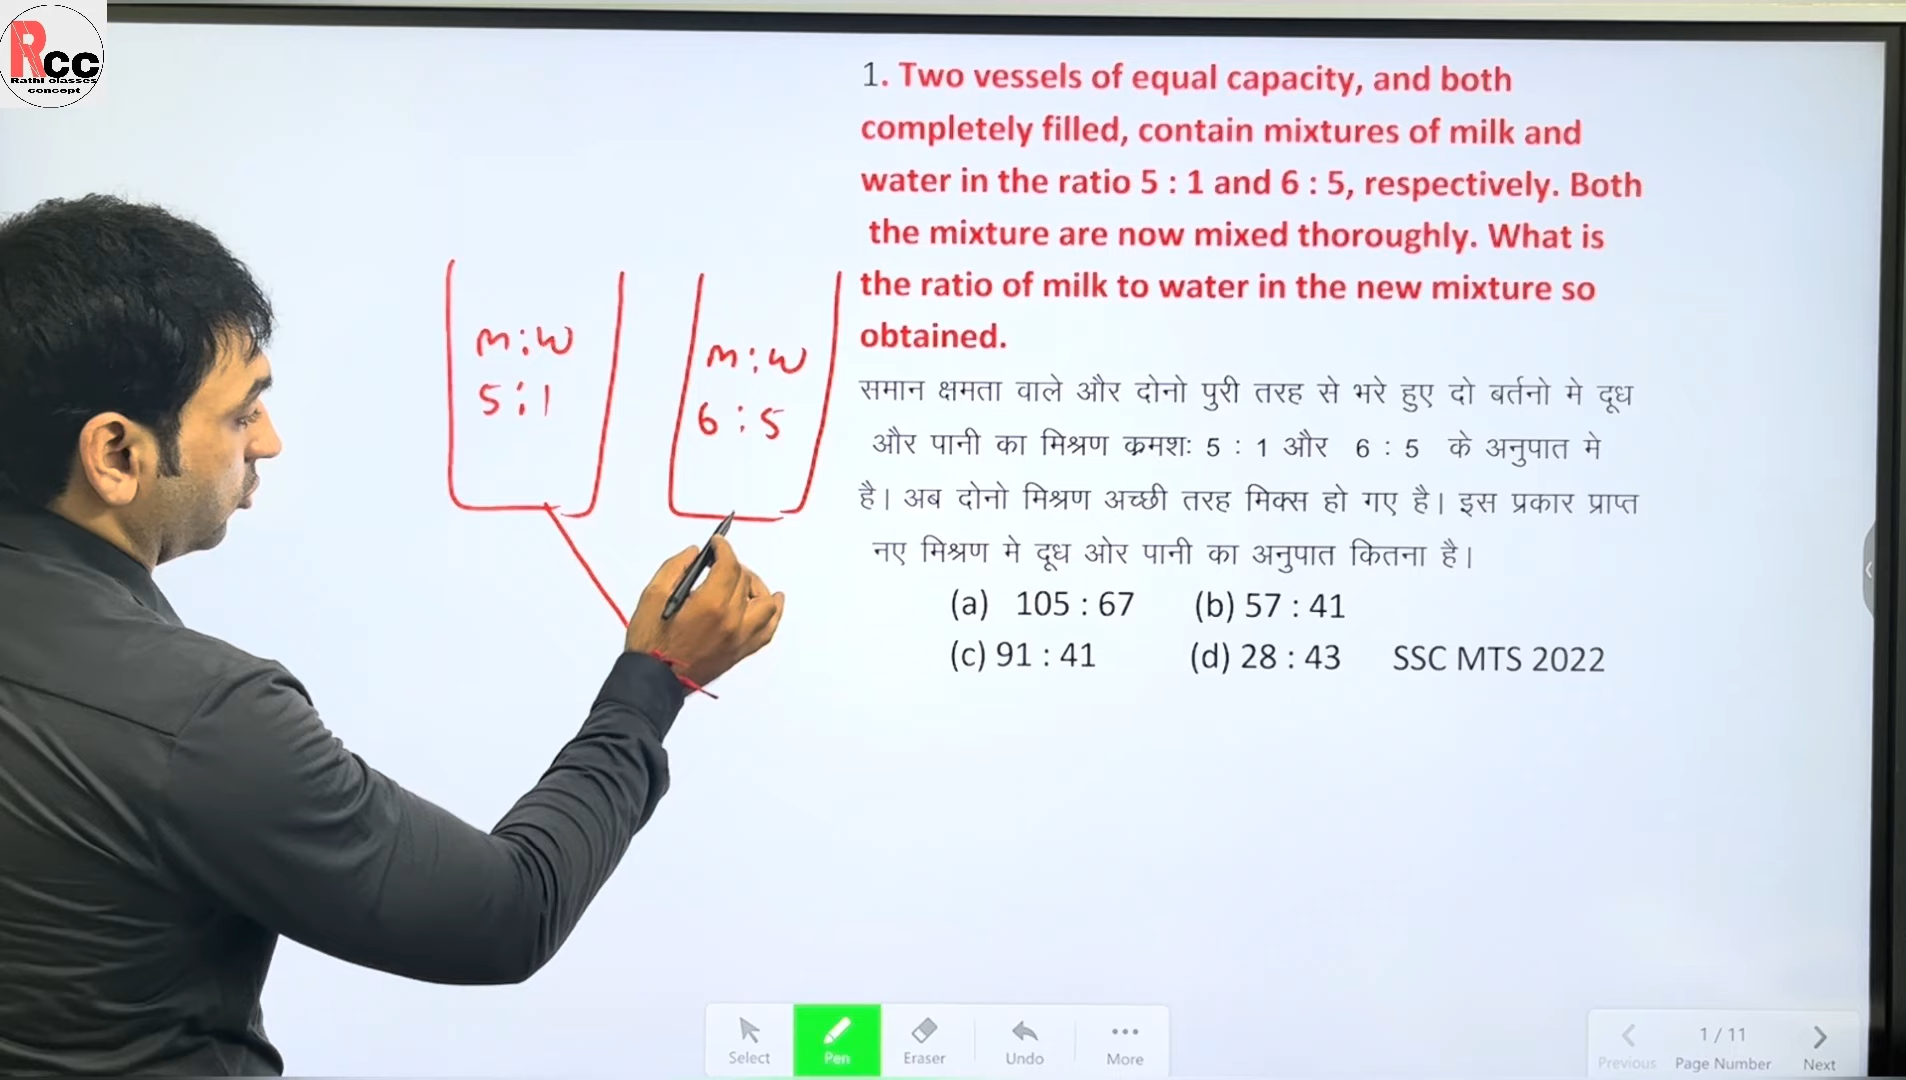 Rcc
Rathi classes
concept
1. Two vessels of equal capacity, and both
completely filled, contain mixtures of milk and
water in the ratio 5 : 1 and 6 : 5, respectively. Both
the mixture are now mixed thoroughly. What is
the ratio of milk to water in the new mixture so
obtained.
समान क्षमता वाले और दोनो पुरी तरह से भरे हुए दो बर्तनो मे दूध
और पानी का मिश्रण क्रमशः 5 : 1 और 6 : 5 के अनुपात मे
है। अब दोनो मिश्रण अच्छी तरह मिक्स हो गए है। इस प्रकार प्राप्त
नए मिश्रण मे दूध ओर पानी का अनुपात कितना है।
(a) 105 : 67 (b) 57 : 41
(c) 91 : 41 (d) 28 : 43 SSC MTS 2022
m : w
5 : 1
m : w
6 : 5
Select Pen Eraser Undo More
1 / 11
Previous Page Number Next